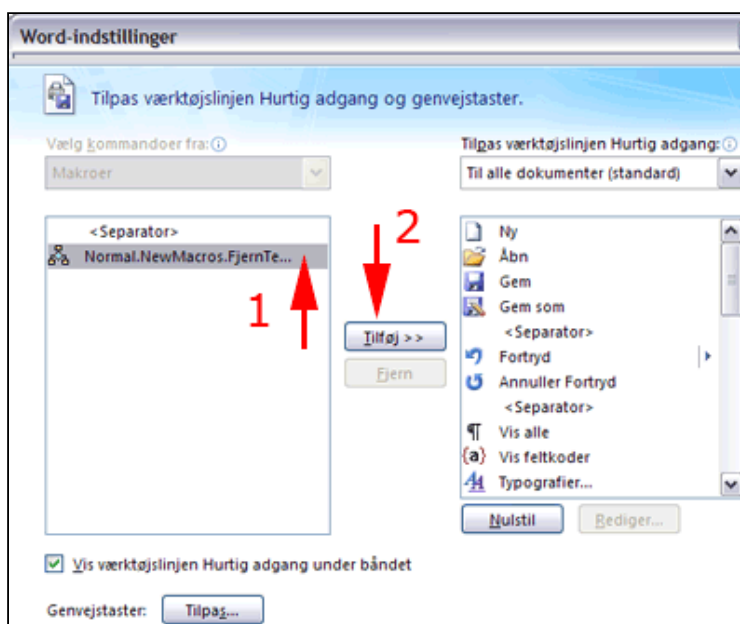 Word-indstillinger
Tilpas værktøjslinjen Hurtig adgang og genvejstaster.
Vælg kommandoer fra:
Makroer
<Separator>
Normal.NewMacros.FjernTe...
1
2
Tilføj >>
Fjern
Tilpas værktøjslinjen Hurtig adgang:
Til alle dokumenter (standard)
Ny
Åbn
Gem
Gem som
<Separator>
Fortryd
Annuller Fortryd
<Separator>
Vis alle
{a} Vis feltkoder
Typografier...
Nulstil
Rediger...
Vis værktøjslinjen Hurtig adgang under båndet
Genvejstaster:
Tilpas...